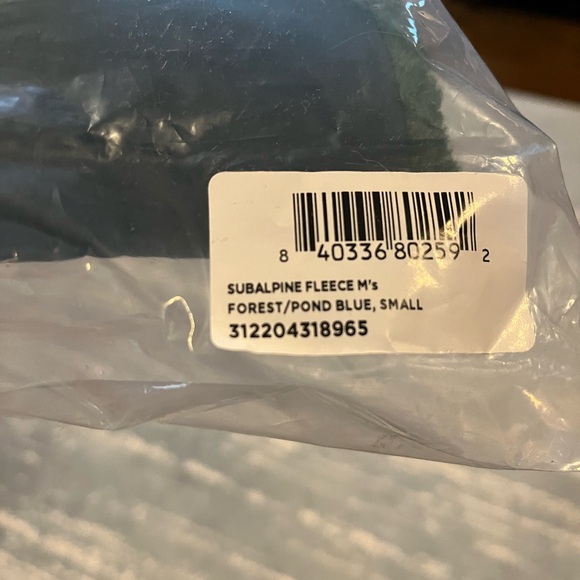 8 40336 80259 2
SUBALPINE FLEECE M's
FOREST/POND BLUE, SMALL
312204318965